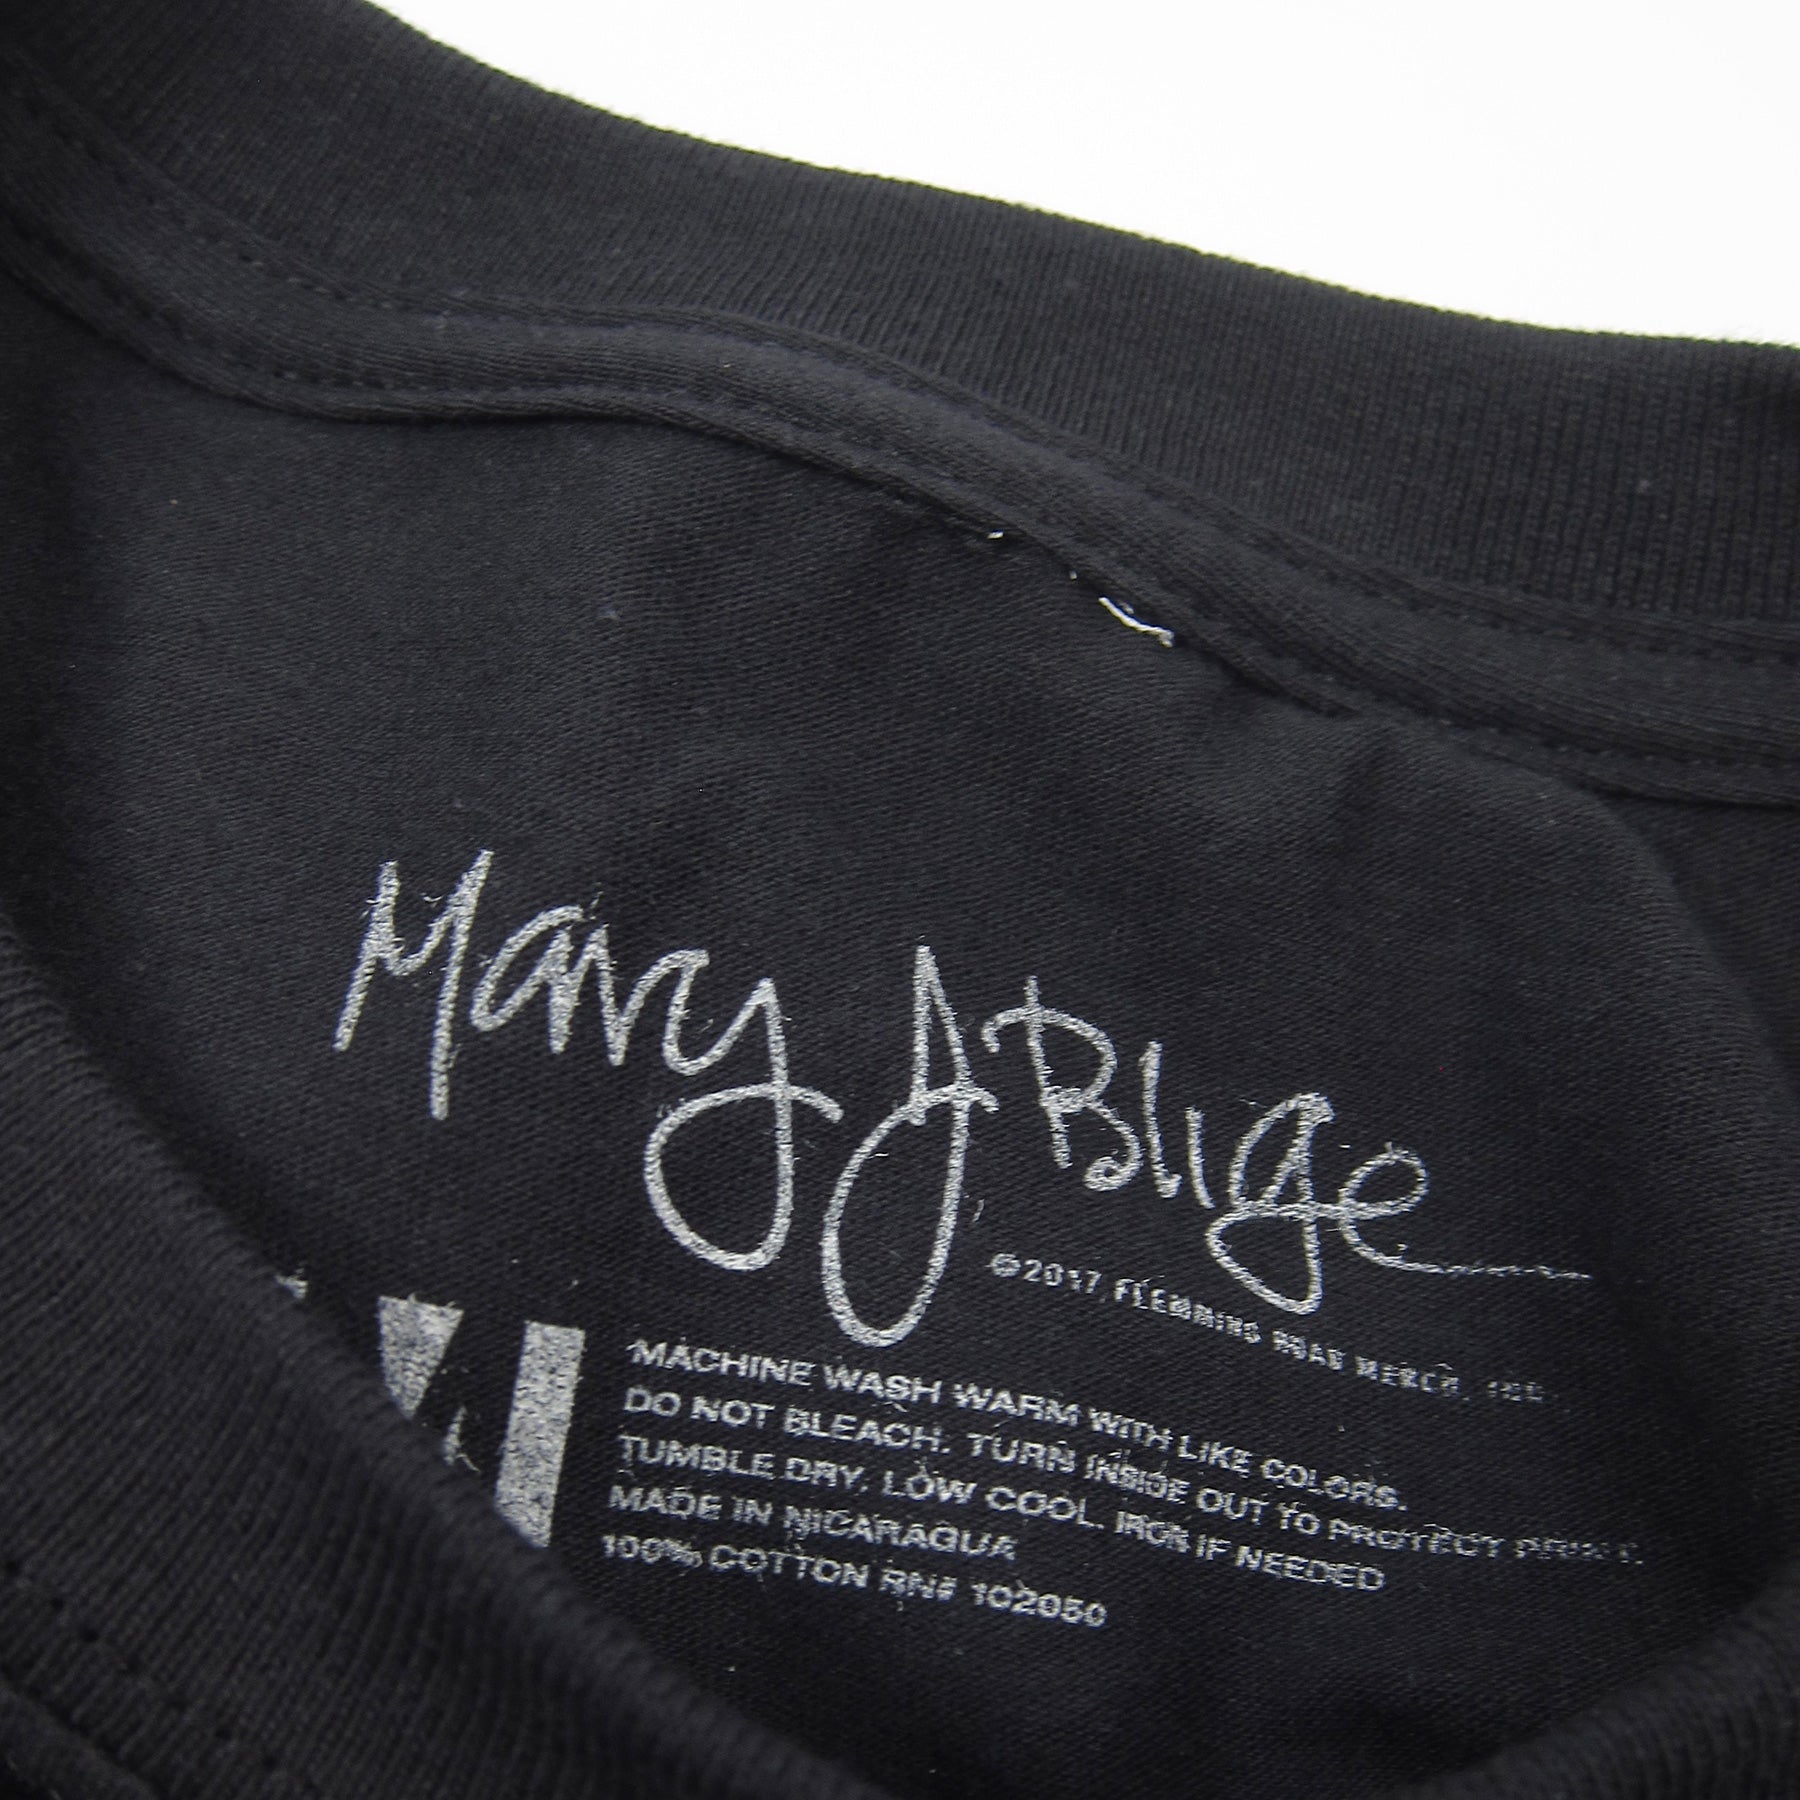 Mary J Blige
©2017, FLEMMING ROAD MERCH, INC.
MACHINE WASH WARM WITH LIKE COLORS.
DO NOT BLEACH. TURN INSIDE OUT TO PROTECT
TUMBLE DRY, LOW COOL. IRON IF NEEDED
MADE IN NICARAGUA
100% COTTON RN# 102050